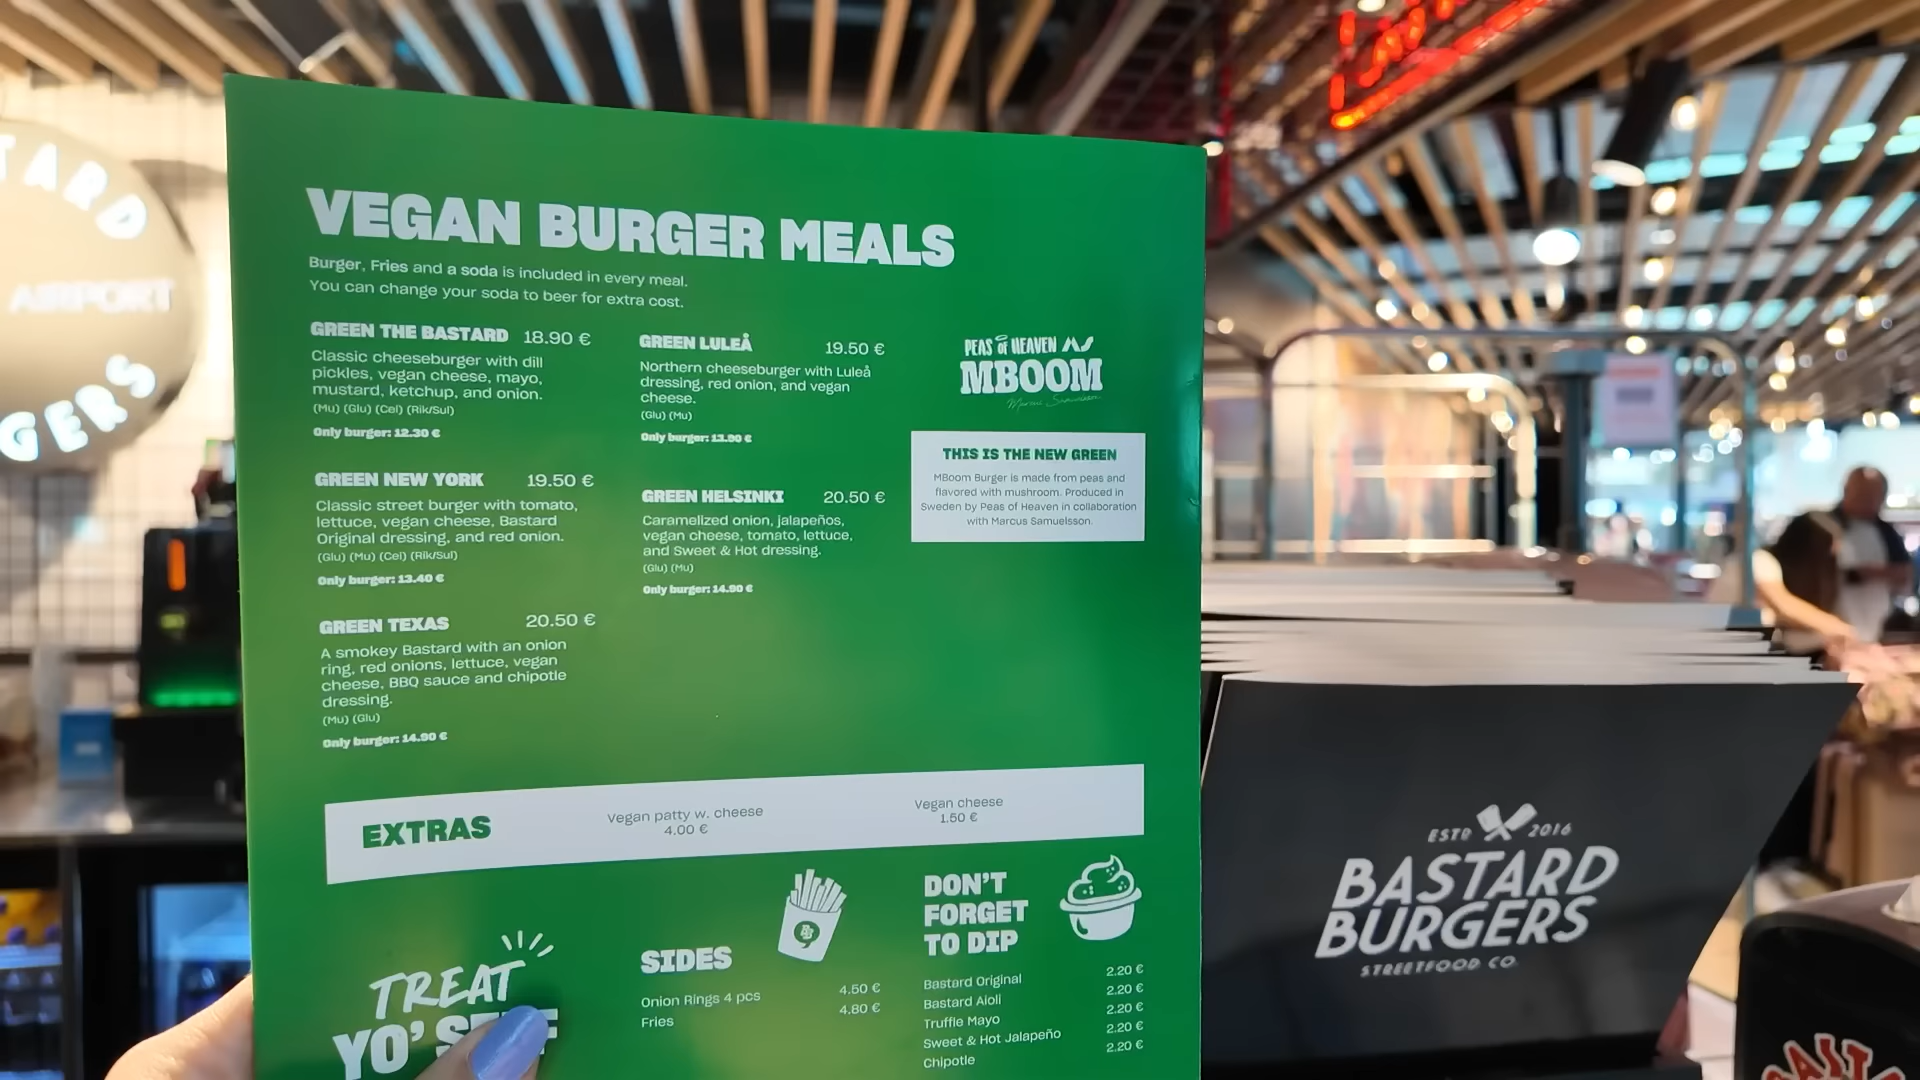 VEGAN BURGER MEALS
Burger, Fries and a soda is included in every meal.
You can change your soda to beer for extra cost.
GREEN THE BASTARD 18.90 €
Classic cheeseburger with dill
pickles, vegan cheese, mayo,
mustard, ketchup, and onion.
(Mu) (Glu) (Cel) (Rik/Sul)
Only burger: 12.30 €
GREEN NEW YORK 19.50 €
Classic street burger with tomato,
lettuce, vegan cheese, Bastard
Original dressing, and red onion.
(Glu) (Mu) (Cel) (Rik/Sul)
Only burger: 13.40 €
GREEN TEXAS 20.50 €
A smokey Bastard with an onion
ring, red onions, lettuce, vegan
cheese, BBQ sauce and chipotle
dressing.
(Mu) (Glu)
Only burger: 14.90 €
GREEN LULEÅ 19.50 €
Northern cheeseburger with Luleå
dressing, red onion, and vegan
cheese.
(Glu) (Mu)
Only burger: 13.90 €
GREEN HELSINKI 20.50 €
Caramelized onion, jalapeños,
vegan cheese, tomato, lettuce,
and Sweet & Hot dressing.
(Glu) (Mu)
Only burger: 14.90 €
PEAS OF HEAVEN MS
MBOOM
Marcus Samuelsson
THIS IS THE NEW GREEN
MBoom Burger is made from peas and
flavored with mushroom. Produced in
Sweden by Peas of Heaven in collaboration
with Marcus Samuelsson.
EXTRAS
Vegan patty w. cheese
4.00 €
Vegan cheese
1.50 €
TREAT
YO'
SIDES
Onion Rings 4 pcs 4.50 €
Fries 4.80 €
DON'T
FORGET
TO DIP
Bastard Original 2.20 €
Bastard Aioli 2.20 €
Truffle Mayo 2.20 €
Sweet & Hot Jalapeño 2.20 €
Chipotle 2.20 €
TARD
AIRPORT
GERS
ESTD 2016
BASTARD
BURGERS
STREETFOOD CO.